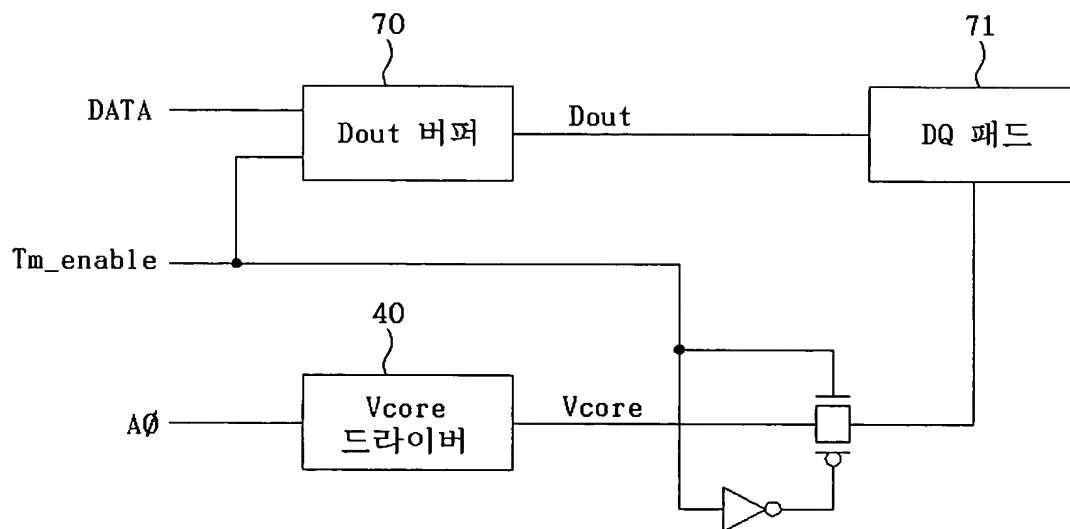 70
71
DATA
Dout 버퍼
Dout
DQ 패드
Tm_enable
40
AØ
Vcore
드라이버
Vcore